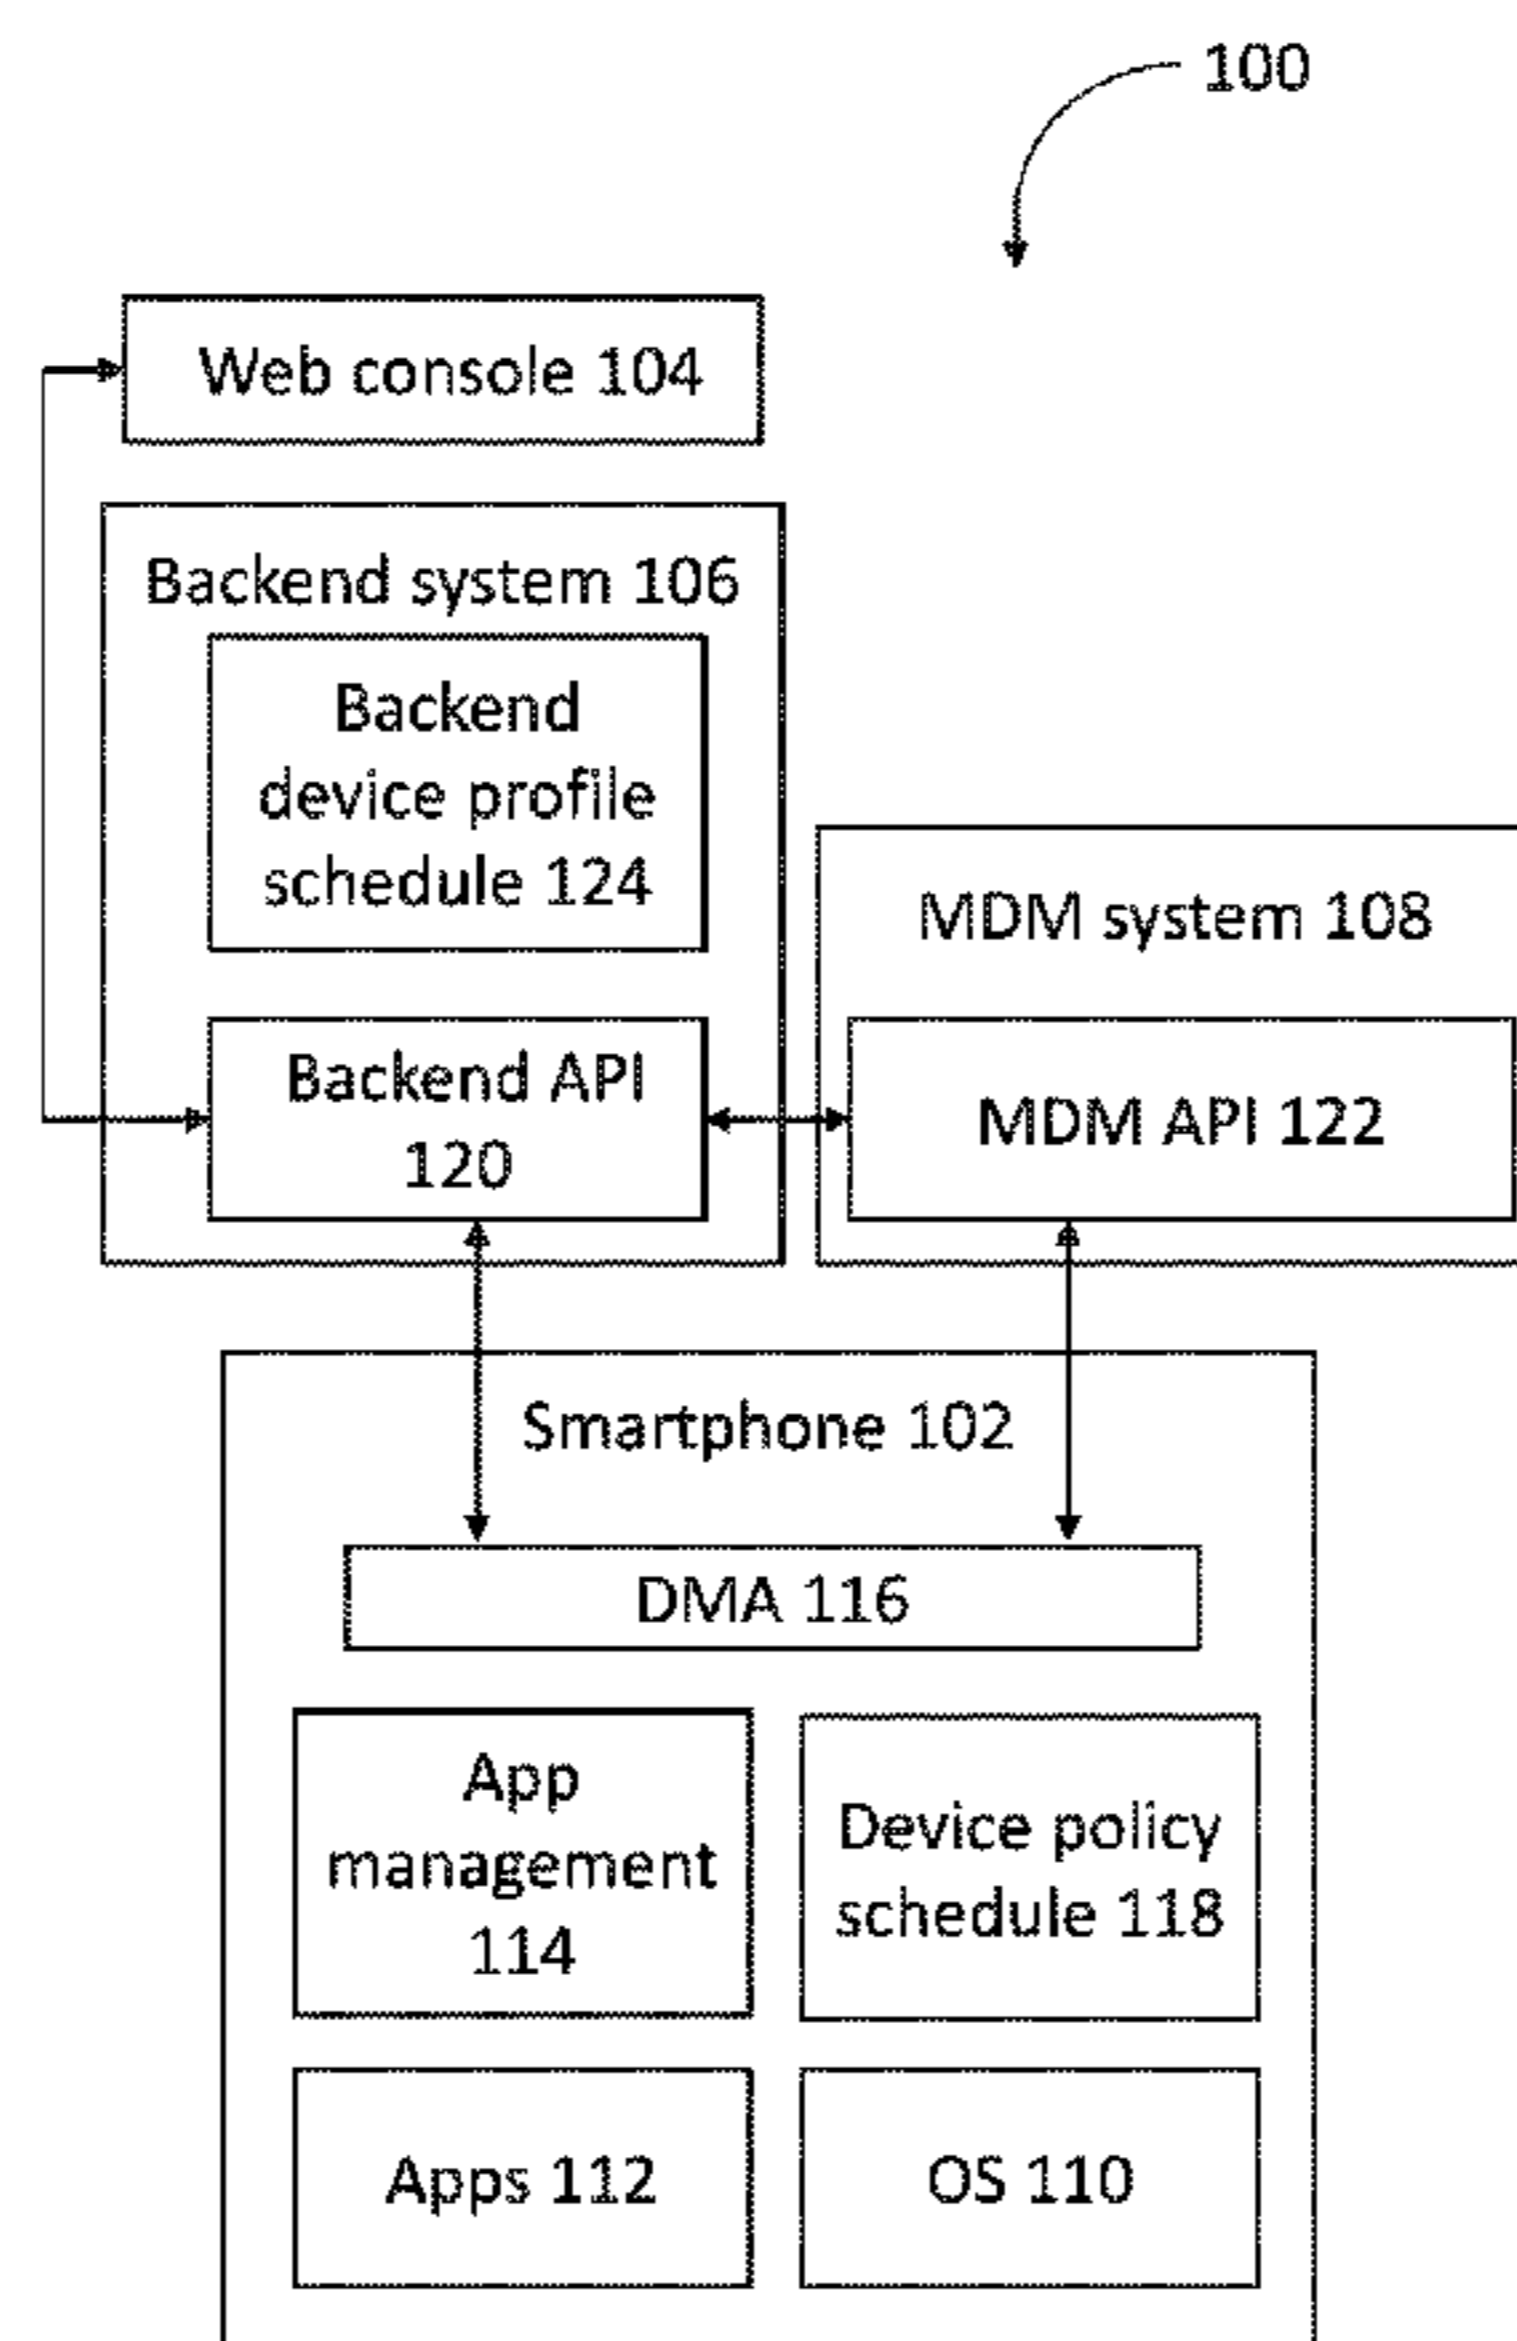 100
Web console 104
Backend system 106
Backend
device profile
schedule 124
MDM system 108
Backend API
120
MDM API 122
Smartphone 102
DMA 116
App
management
114
Device policy
schedule 118
Apps 112
OS 110